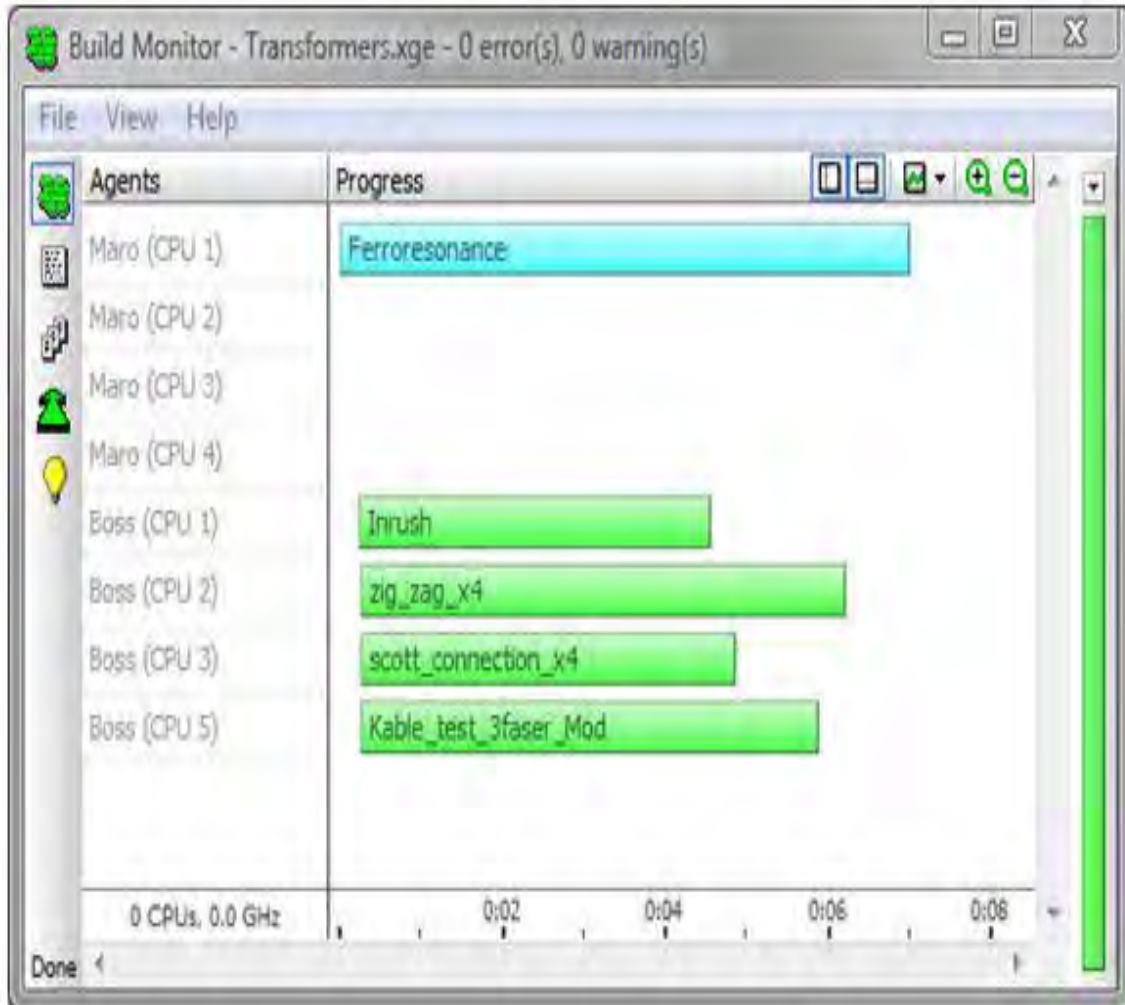 Build Monitor - Transformers.xge - 0 error(s), 0 warning(s)
File View Help
Agents Progress
Maro (CPU 1) Ferroresonance
Maro (CPU 2)
Maro (CPU 3)
Maro (CPU 4)
Boss (CPU 1) Inrush
Boss (CPU 2) zig_zag_x4
Boss (CPU 3) scott_connection_x4
Boss (CPU 5) Kable_test_3faser_Mod
0 CPUs, 0.0 GHz 0:02 0:04 0:06 0:08
Done